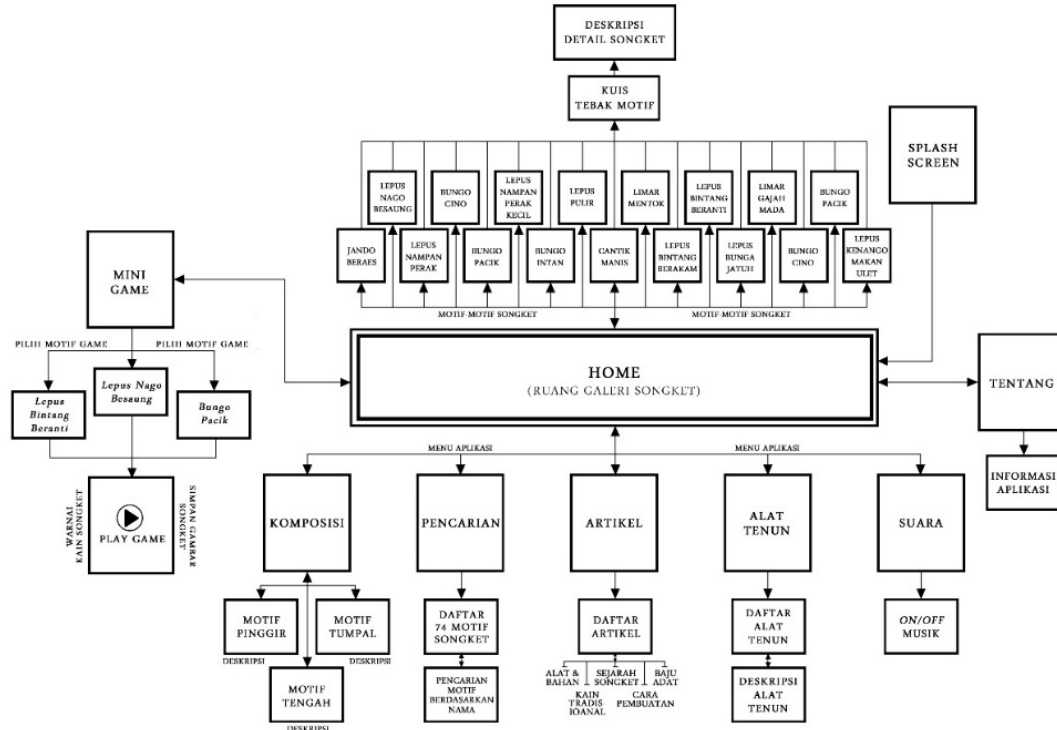 DESKRIPSI
DETAIL SONGKET
KUIS
TEBAK MOTIF
SPLASH
SCREEN
LEPUS
NAGO
BESAUNG
BUNGO
CINO
LEPUS
NAMPAN
PERAK
KECIL
LEPUS
PULIR
LIMAR
MENTOK
LEPUS
BINTANG
BERANTI
LIMAR
GAJAH
MADA
BUNGO
PACIK
JANDO
BERAES
LEPUS
NAMPAN
PERAK
BUNGO
PACIK
BUNGO
INTAN
CANTIK
MANIS
LEPUS
BINTANG
BERAKAM
LEPUS
BUNGA
JATUH
BUNGO
CINO
LEPUS
KENANGO
MAKAN
ULET
MOTIF-MOTIF SONGKET
MOTIF-MOTIF SONGKET
MINI
GAME
PILIH MOTIF GAME
PILIH MOTIF GAME
Lepus
Bintang
Beranti
Lepus Nago
Besaung
Bungo
Pacik
WARNAI
KAIN SONGKET
PLAY GAME
SIMPAN GAMBAR
SONGKET
HOME
(RUANG GALERI SONGKET)
TENTANG
INFORMASI
APLIKASI
MENU APLIKASI
MENU APLIKASI
KOMPOSISI
PENCARIAN
ARTIKEL
ALAT
TENUN
SUARA
MOTIF
PINGGIR
DESKRIPSI
MOTIF
TUMPAL
DESKRIPSI
MOTIF
TENGAH
DESKRIPSI
DAFTAR
74 MOTIF
SONGKET
PENCARIAN
MOTIF
BERDASARKAN
NAMA
DAFTAR
ARTIKEL
ALAT &
BAHAN
KAIN
TRADIS-
IOANAL
SEJARAH
SONGKET
CARA
PEMBUATAN
BAJU
ADAT
DAFTAR
ALAT
TENUN
DESKRIPSI
ALAT
TENUN
ON/OFF
MUSIK